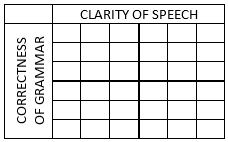 CLARITY OF SPEECH
CORRECTNESS
OF GRAMMAR